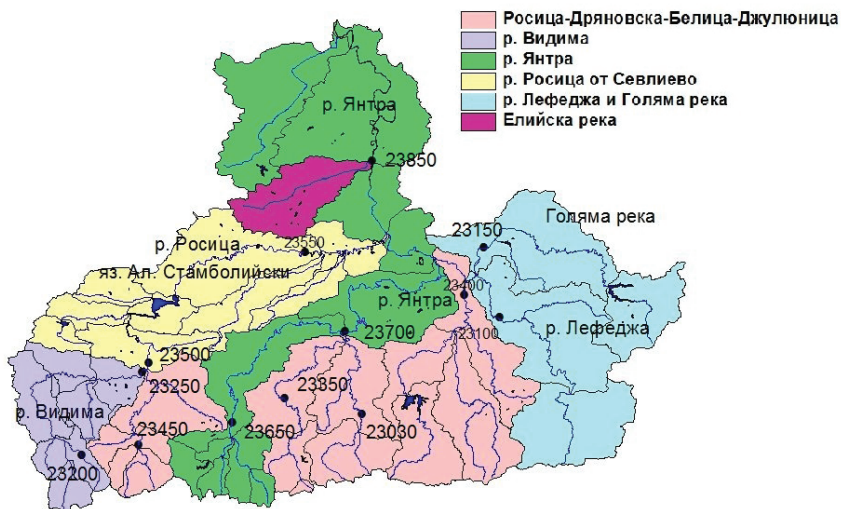 Росица-Дряновска-Белица-Джулюница
р. Видима
р. Янтра
р. Росица от Севлиево
р. Лефеджа и Голяма река
Елийска река
р. Янтра
23850
Голяма река
23150
р. Росица
23550
яз. Ал. Стамболийски
23400
р. Янтра
р. Лефеджа
23700
23100
23500
23250
23350
р. Видима
23030
23650
23450
23200